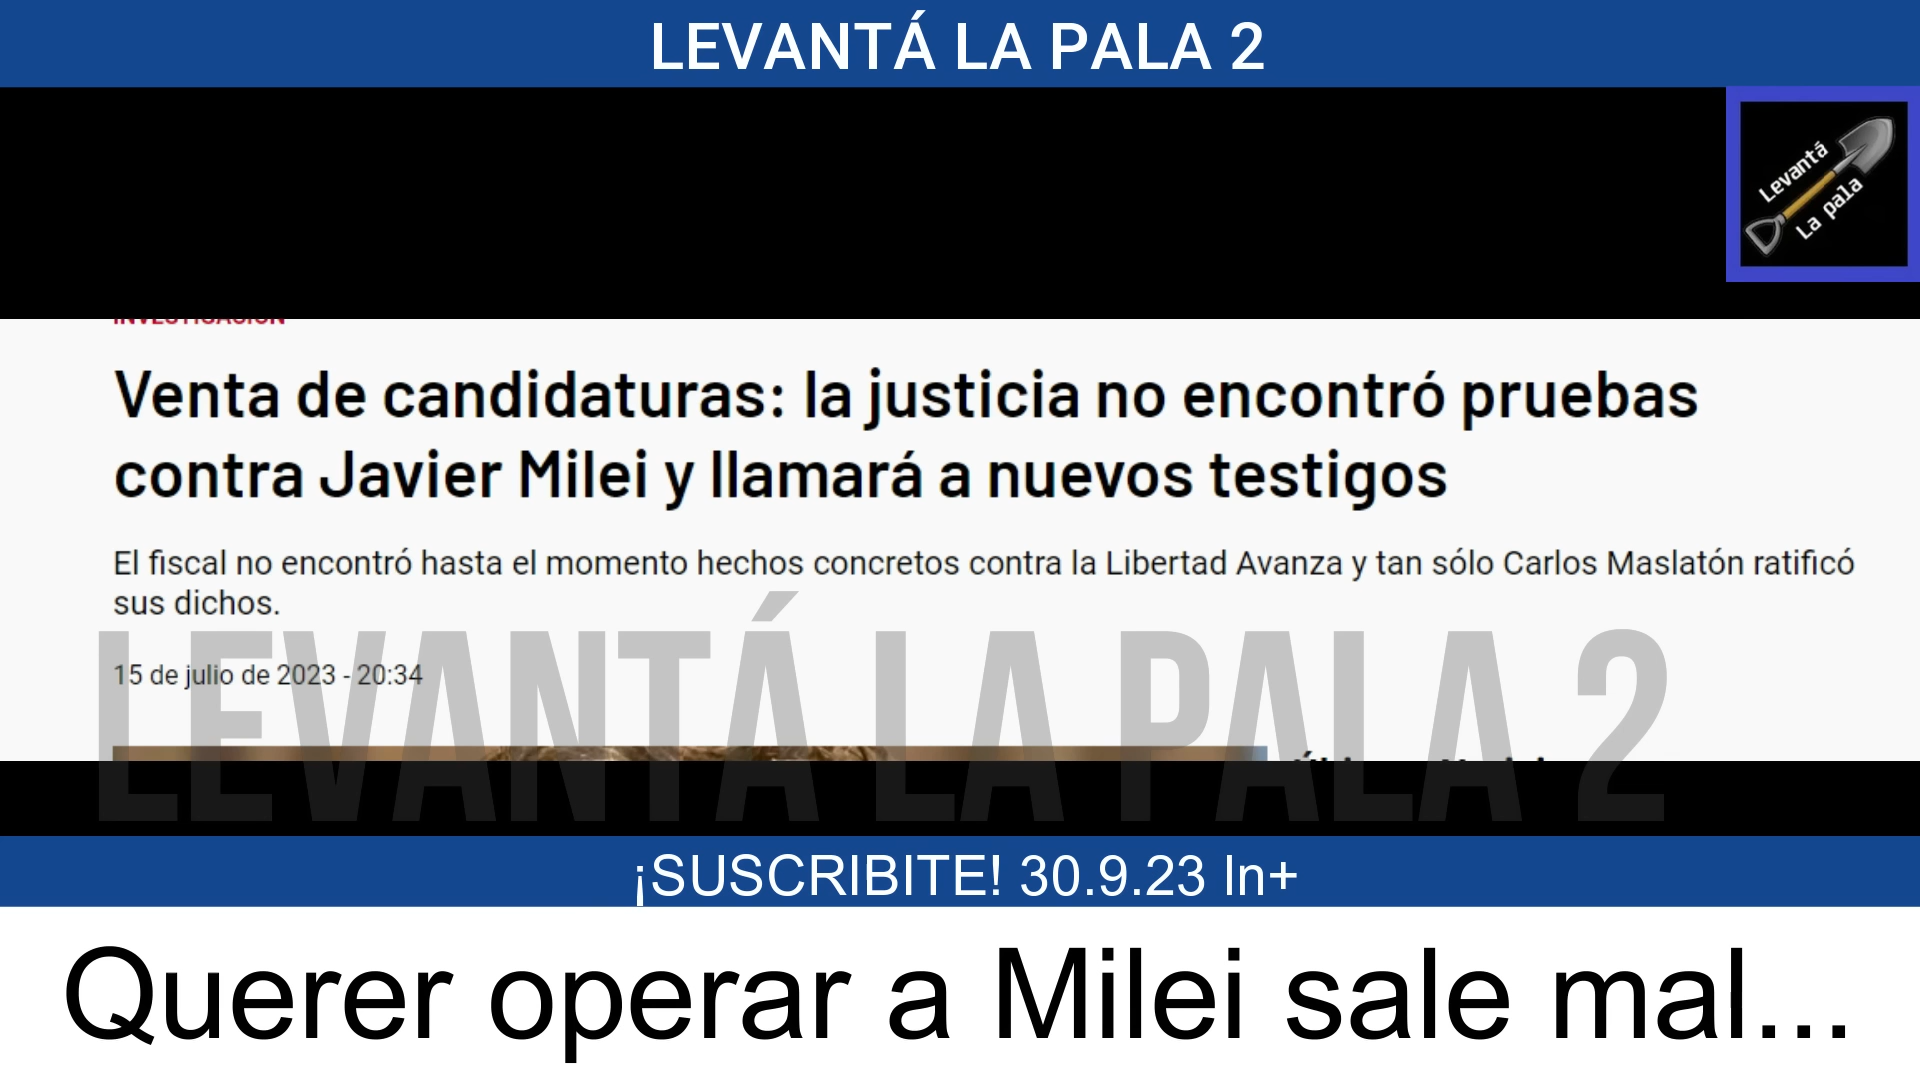 LEVANTÁ LA PALA 2
Levantá
La pala
INVESTIGACIÓN
Venta de candidaturas: la justicia no encontró pruebas
contra Javier Milei y llamará a nuevos testigos
El fiscal no encontró hasta el momento hechos concretos contra la Libertad Avanza y tan sólo Carlos Maslatón ratificó
sus dichos.
15 de julio de 2023 - 20:34
LEVANTÁ LA PALA 2
¡SUSCRIBITE! 30.9.23 ln+
Querer operar a Milei sale mal...